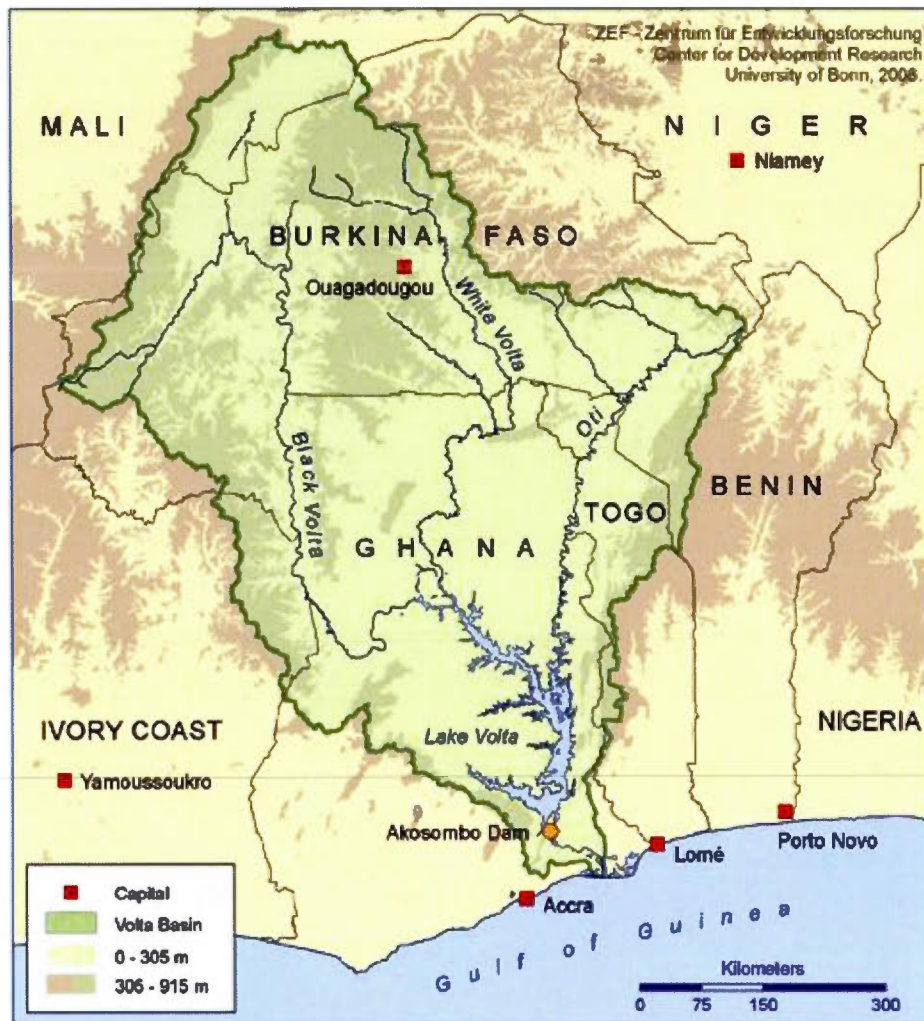 ZEF - Zentrum für Entwicklungsforschung
Center for Development Research
University of Bonn, 2006.
MALI
NIGER
Niamey
BURKINA FASO
Ouagadougou
White Volta
Oti
Black Volta
BENIN
TOGO
GHANA
IVORY COAST
NIGERIA
Lake Volta
Yamoussoukro
Akosombo Dam
Porto Novo
Lomé
Accra
Gulf of Guinea
Capital
Volta Basin
0 - 305 m
306 - 915 m
Kilometers
0 75 150 300